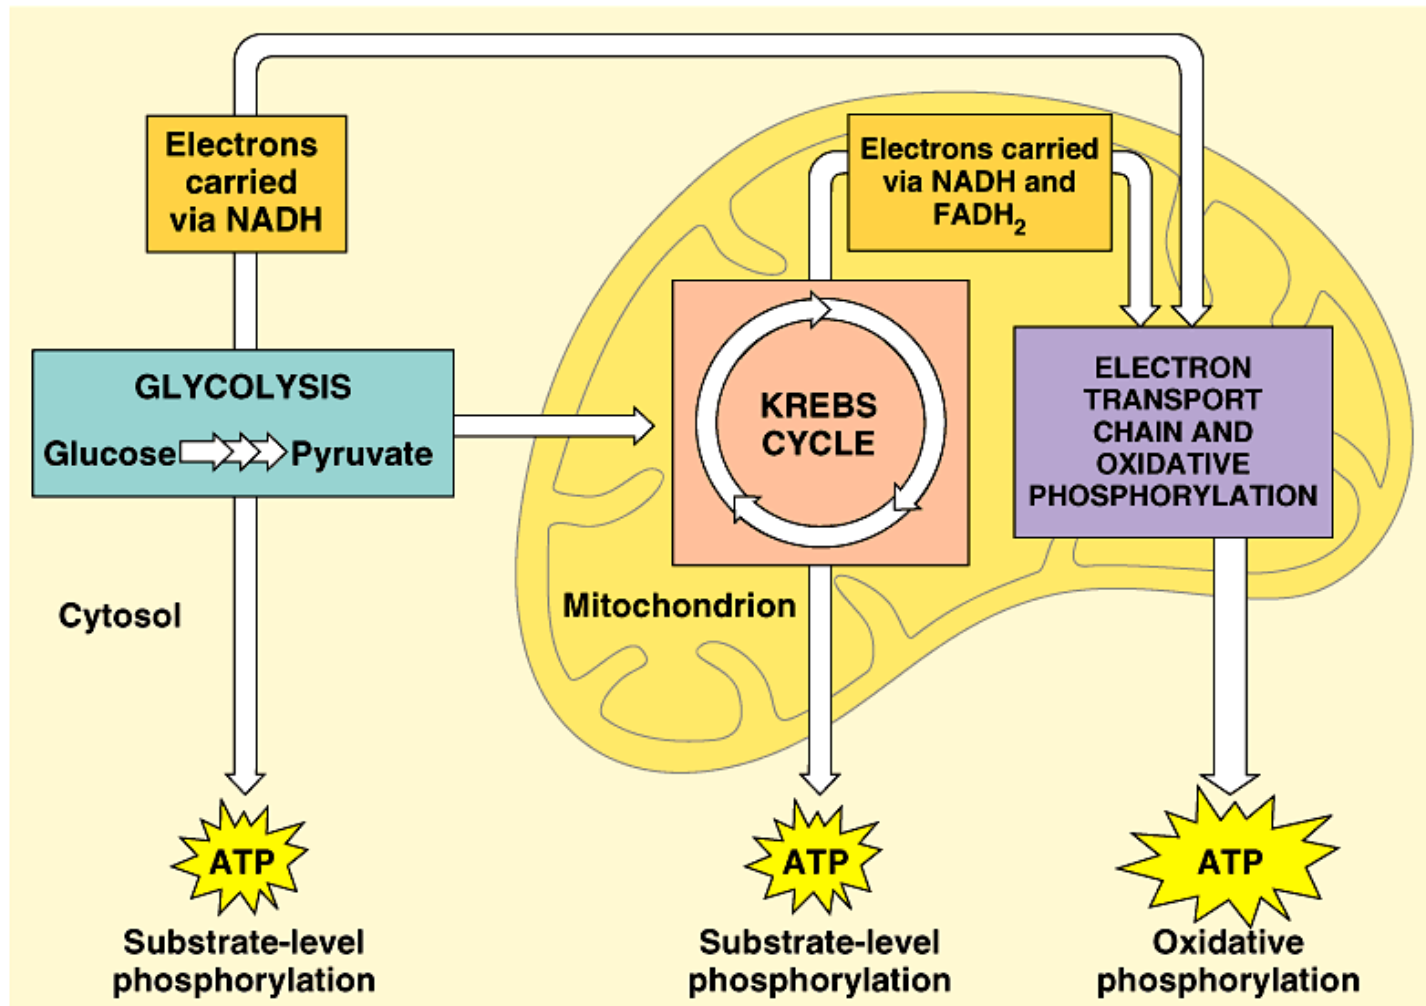 Electrons
carried
via NADH
Electrons carried
via NADH and
FADH₂
GLYCOLYSIS
Glucose Pyruvate
KREBS
CYCLE
ELECTRON
TRANSPORT
CHAIN AND
OXIDATIVE
PHOSPHORYLATION
Cytosol
Mitochondrion
ATP
ATP
ATP
Substrate-level
phosphorylation
Substrate-level
phosphorylation
Oxidative
phosphorylation